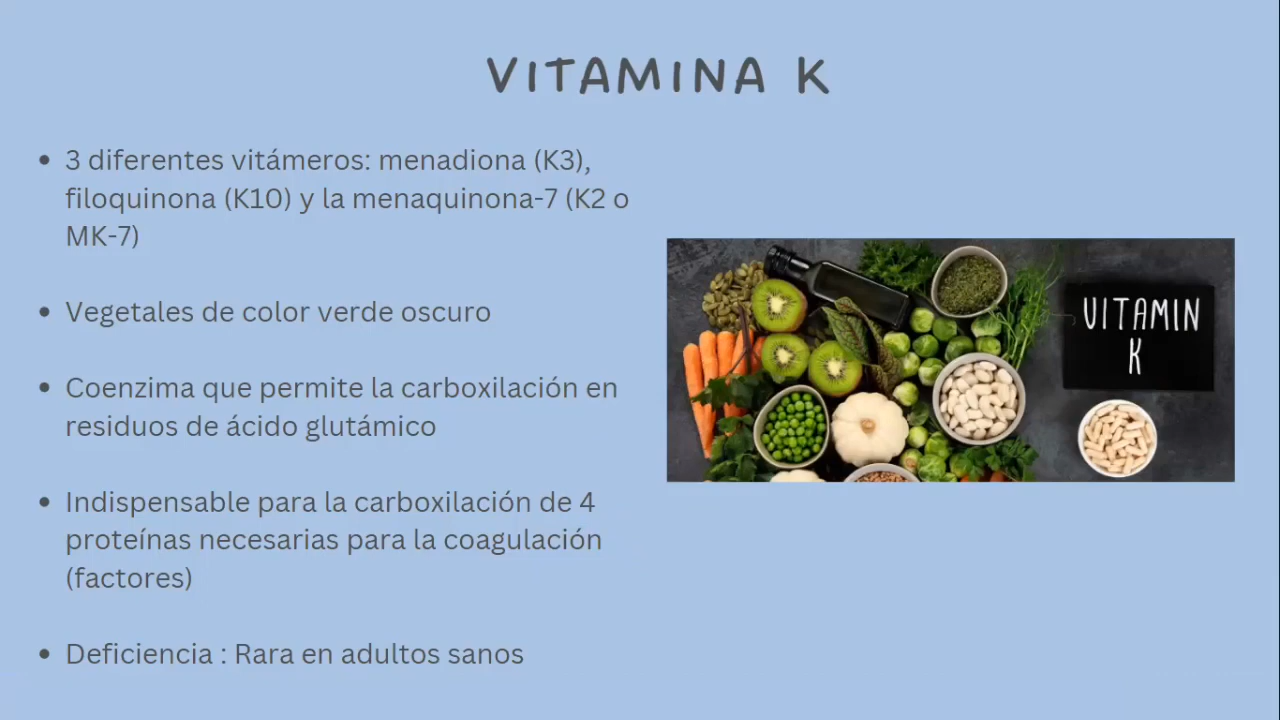 VITAMINA K
3 diferentes vitámeros: menadiona (K3),
filoquinona (K10) y la menaquinona-7 (K2 o
MK-7)
Vegetales de color verde oscuro
Coenzima que permite la carboxilación en
residuos de ácido glutámico
Indispensable para la carboxilación de 4
proteínas necesarias para la coagulación
(factores)
Deficiencia : Rara en adultos sanos
VITAMIN
K